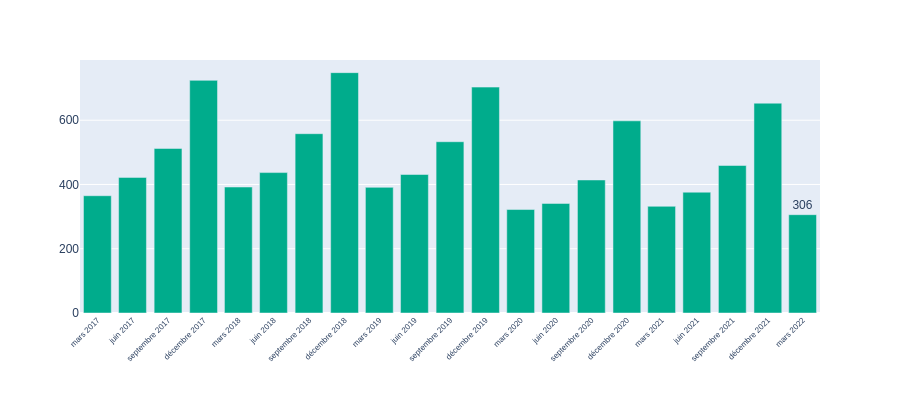 600
400
200
0
306
mars 2017
juin 2017
septembre 2017
décembre 2017
mars 2018
juin 2018
septembre 2018
décembre 2018
mars 2019
juin 2019
septembre 2019
décembre 2019
mars 2020
juin 2020
septembre 2020
décembre 2020
mars 2021
juin 2021
septembre 2021
décembre 2021
mars 2022